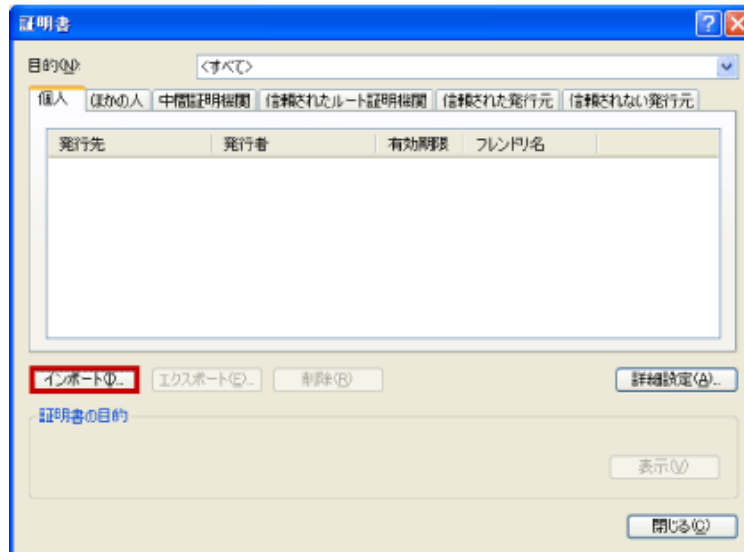 証明書
目的(N): <すべて>
個人 ほかの人 中間証明機関 信頼されたルート証明機関 信頼された発行元 信頼されない発行元
発行先 発行者 有効期限 フレンドリ名
インポート(I)... エクスポート(E)... 削除(R) 詳細設定(A)...
証明書の目的
表示(V)
閉じる(C)